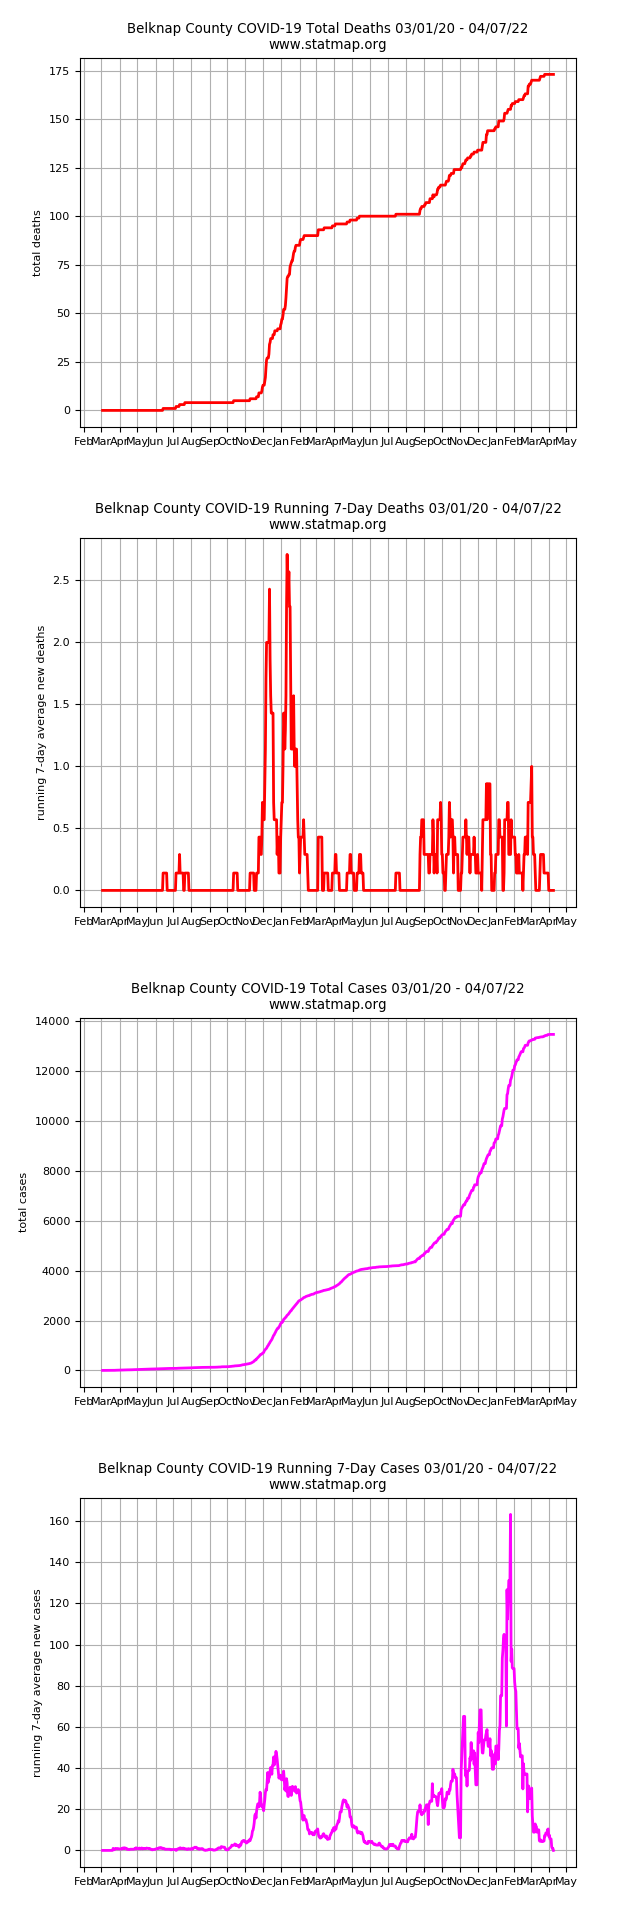 Belknap County COVID-19 Total Deaths 03/01/20 - 04/07/22
www.statmap.org
total deaths
175
150
125
100
75
50
25
0
Feb Mar Apr May Jun Jul Aug Sep Oct Nov Dec Jan Feb Mar Apr May Jun Jul Aug Sep Oct Nov Dec Jan Feb Mar Apr May
Belknap County COVID-19 Running 7-Day Deaths 03/01/20 - 04/07/22
www.statmap.org
running 7-day average new deaths
2.5
2.0
1.5
1.0
0.5
0.0
Feb Mar Apr May Jun Jul Aug Sep Oct Nov Dec Jan Feb Mar Apr May Jun Jul Aug Sep Oct Nov Dec Jan Feb Mar Apr May
Belknap County COVID-19 Total Cases 03/01/20 - 04/07/22
www.statmap.org
total cases
14000
12000
10000
8000
6000
4000
2000
0
Feb Mar Apr May Jun Jul Aug Sep Oct Nov Dec Jan Feb Mar Apr May Jun Jul Aug Sep Oct Nov Dec Jan Feb Mar Apr May
Belknap County COVID-19 Running 7-Day Cases 03/01/20 - 04/07/22
www.statmap.org
running 7-day average new cases
160
140
120
100
80
60
40
20
0
Feb Mar Apr May Jun Jul Aug Sep Oct Nov Dec Jan Feb Mar Apr May Jun Jul Aug Sep Oct Nov Dec Jan Feb Mar Apr May